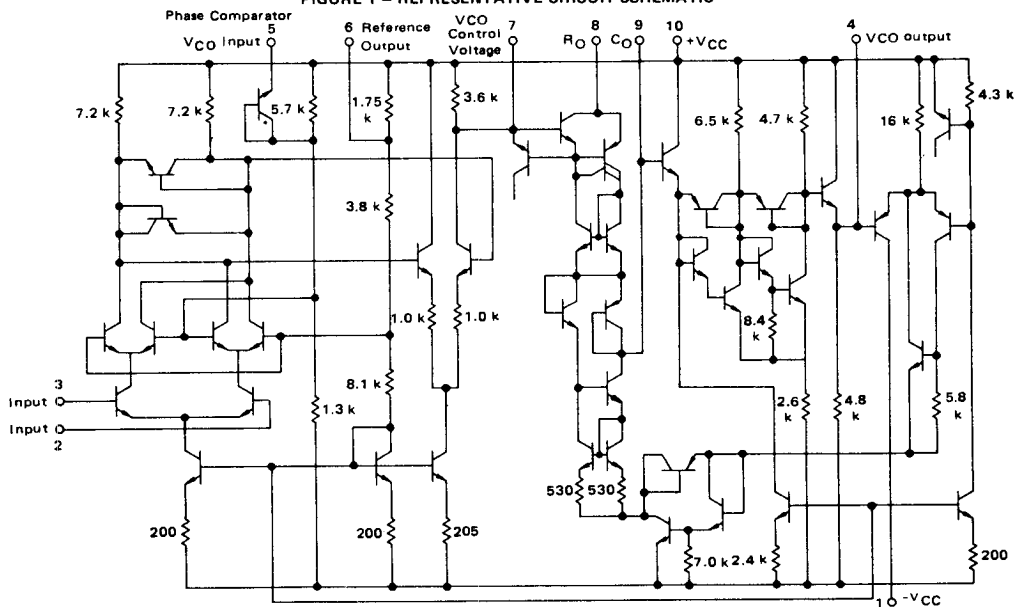 FIGURE 1 – REPRESENTATIVE CIRCUIT SCHEMATIC
Phase Comparator
5
VCO Input
6 Reference
Output
VCO
Control
Voltage
7
8
RO
9
CO
10
+VCC
4
VCO output
7.2 k
7.2 k
5.7 k
1.75
k
3.6 k
6.5 k
4.7 k
16 k
4.3 k
3.8 k
1.0 k
1.0 k
8.4
k
8.1 k
1.3 k
2.6
k
4.8
k
5.8
k
3
Input
Input
2
530
530
200
200
205
7.0 k
2.4 k
200
1
-VCC